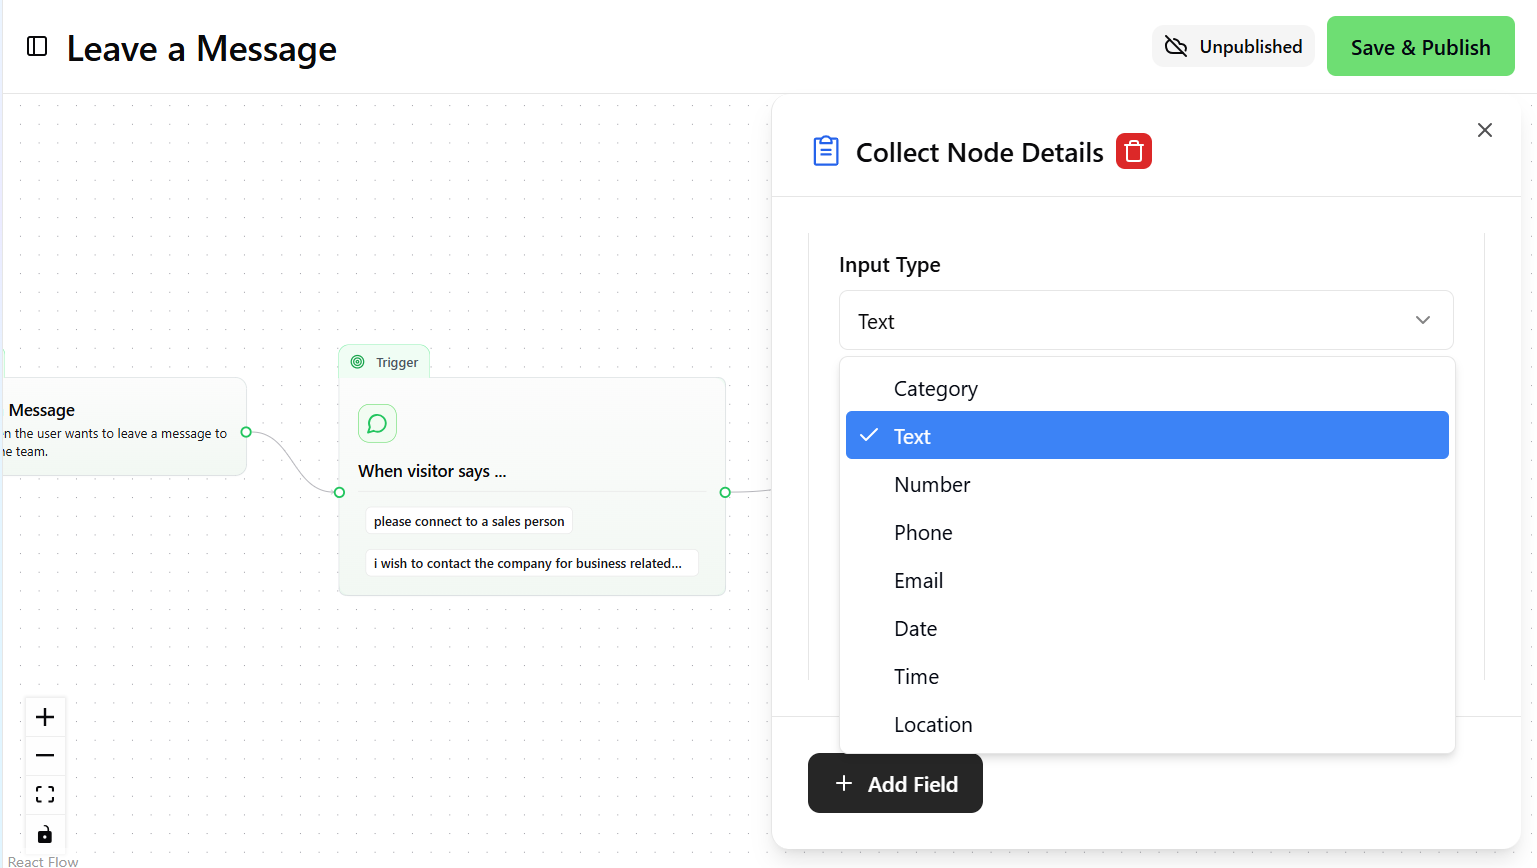 Leave a Message
Unpublished
Save & Publish
Collect Node Details
Input Type
Text
Category
Text
Number
Phone
Email
Date
Time
Location
Add Field
Message
n the user wants to leave a message to
e team.
Trigger
When visitor says ...
please connect to a sales person
i wish to contact the company for business related...
React Flow